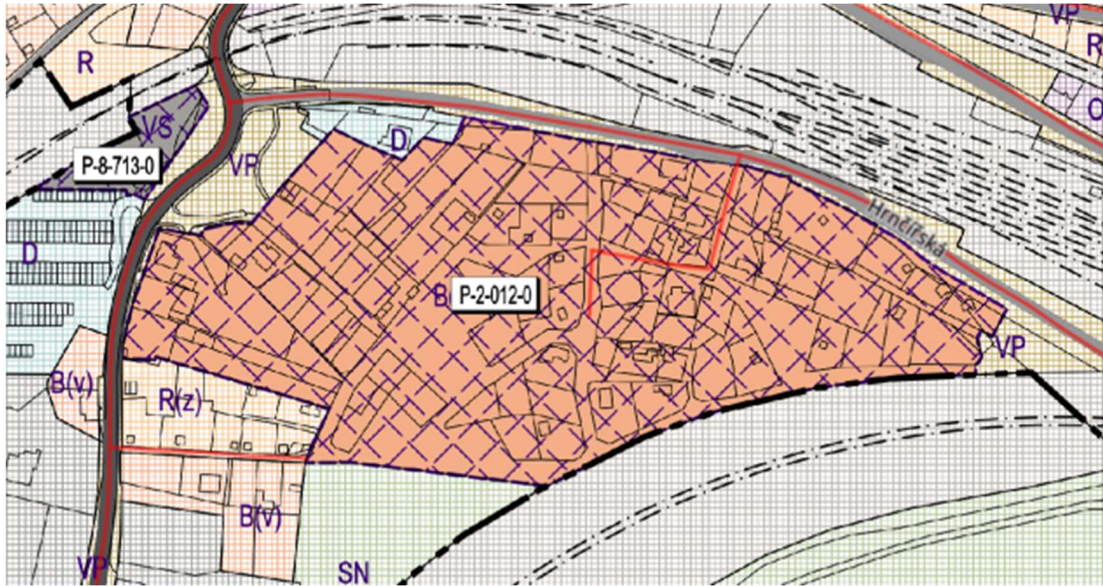 VP
R
R
VS
O
P-8-713-0
D
VP
Hrnčířská
D
B(
P-2-012-0
VP
B(v)
R(z)
B(v)
VP
SN